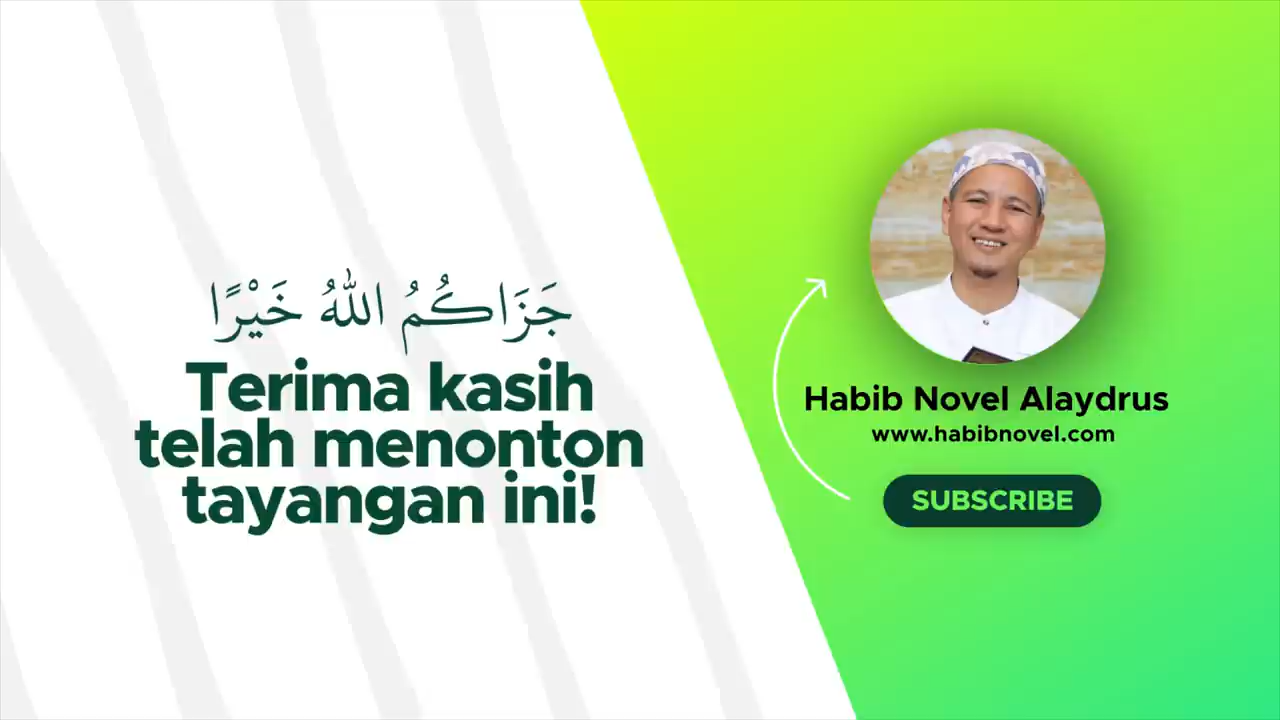 جَزَاكُمُ اللهُ خَيْرًا
Terima kasih
telah menonton
tayangan ini!
Habib Novel Alaydrus
www.habibnovel.com
SUBSCRIBE